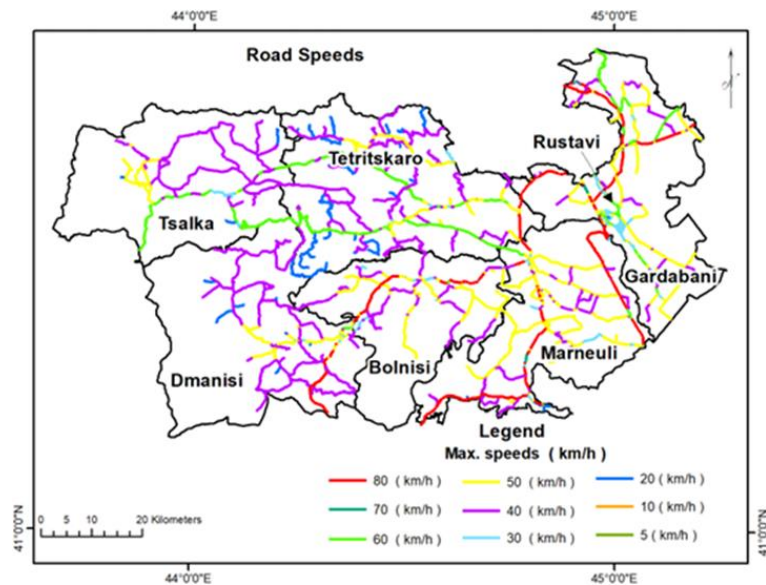 44°0'0"E 45°0'0"E
Road Speeds
Rustavi
Tetritskaro
Tsalka
Gardabani
Marneuli
Bolnisi
Dmanisi
Legend
Max. speeds ( km/h )
80 ( km/h ) 50 ( km/h ) 20 ( km/h )
70 ( km/h ) 40 ( km/h ) 10 ( km/h )
60 ( km/h ) 30 ( km/h ) 5 ( km/h )
0 5 10 20 Kilometers
41°0'0"N 41°0'0"N
44°0'0"E 45°0'0"E